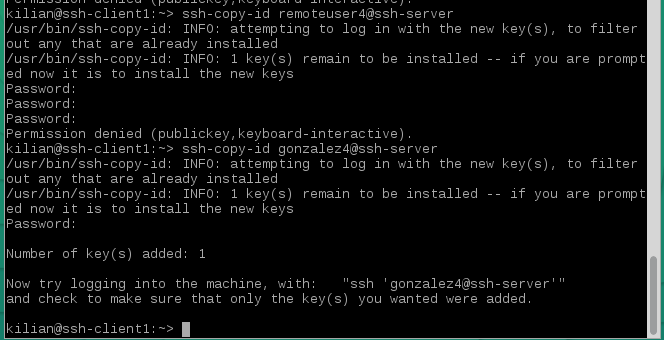 Permission denied (publickey,keyboard-interactive).
kilian@ssh-client1:~> ssh-copy-id remoteuser4@ssh-server
/usr/bin/ssh-copy-id: INFO: attempting to log in with the new key(s), to filter
out any that are already installed
/usr/bin/ssh-copy-id: INFO: 1 key(s) remain to be installed -- if you are prompt
ed now it is to install the new keys
Password:
Password:
Password:
Permission denied (publickey,keyboard-interactive).
kilian@ssh-client1:~> ssh-copy-id gonzalez4@ssh-server
/usr/bin/ssh-copy-id: INFO: attempting to log in with the new key(s), to filter
out any that are already installed
/usr/bin/ssh-copy-id: INFO: 1 key(s) remain to be installed -- if you are prompt
ed now it is to install the new keys
Password:
Number of key(s) added: 1
Now try logging into the machine, with:   "ssh 'gonzalez4@ssh-server'"
and check to make sure that only the key(s) you wanted were added.
kilian@ssh-client1:~>